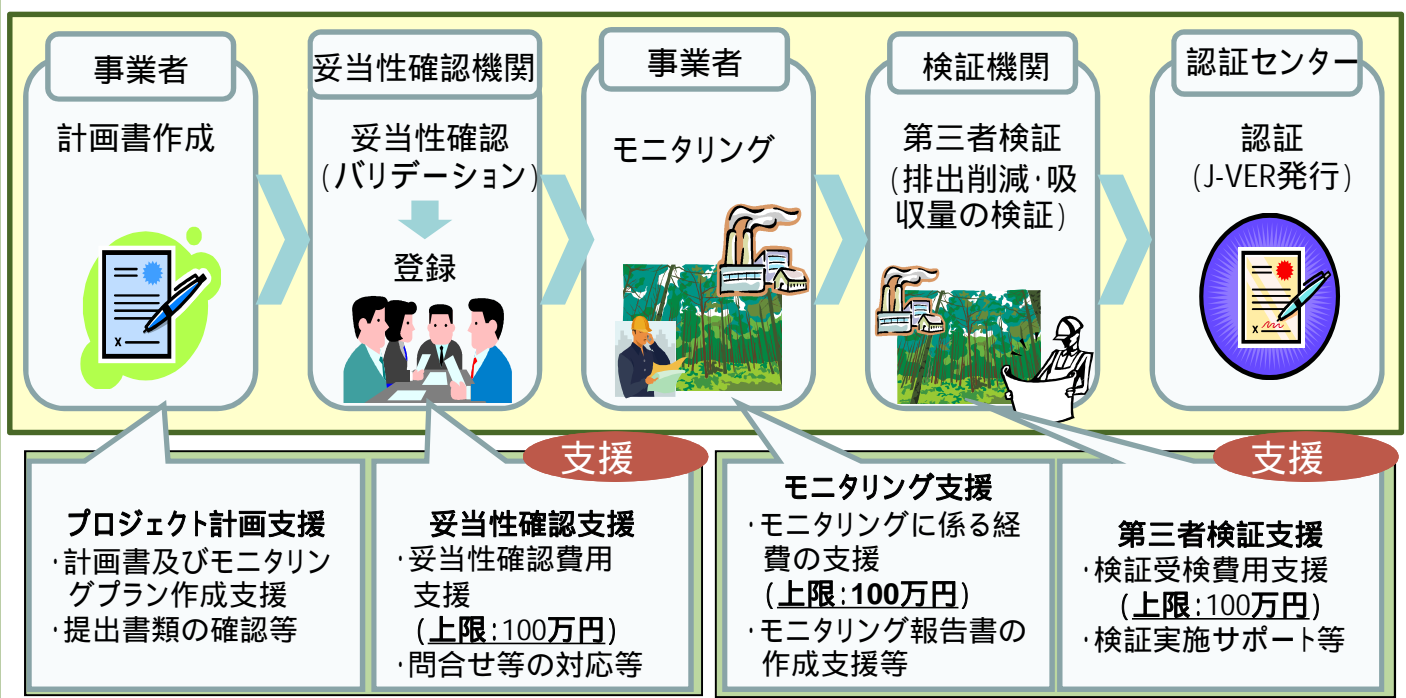 事業者
計画書作成
妥当性確認機関
妥当性確認
(バリデーション)
登録
事業者
モニタリング
検証機関
第三者検証
(排出削減・吸
収量の検証)
認証センター
認証
(J-VER発行)
支援
プロジェクト計画支援
・計画書及びモニタリン
グプラン作成支援
・提出書類の確認等
妥当性確認支援
・妥当性確認費用
支援
(上限:100万円)
・問合せ等の対応等
支援
モニタリング支援
・モニタリングに係る経
費の支援
(上限:100万円)
・モニタリング報告書の
作成支援等
第三者検証支援
・検証受検費用支援
(上限:100万円)
・検証実施サポート等